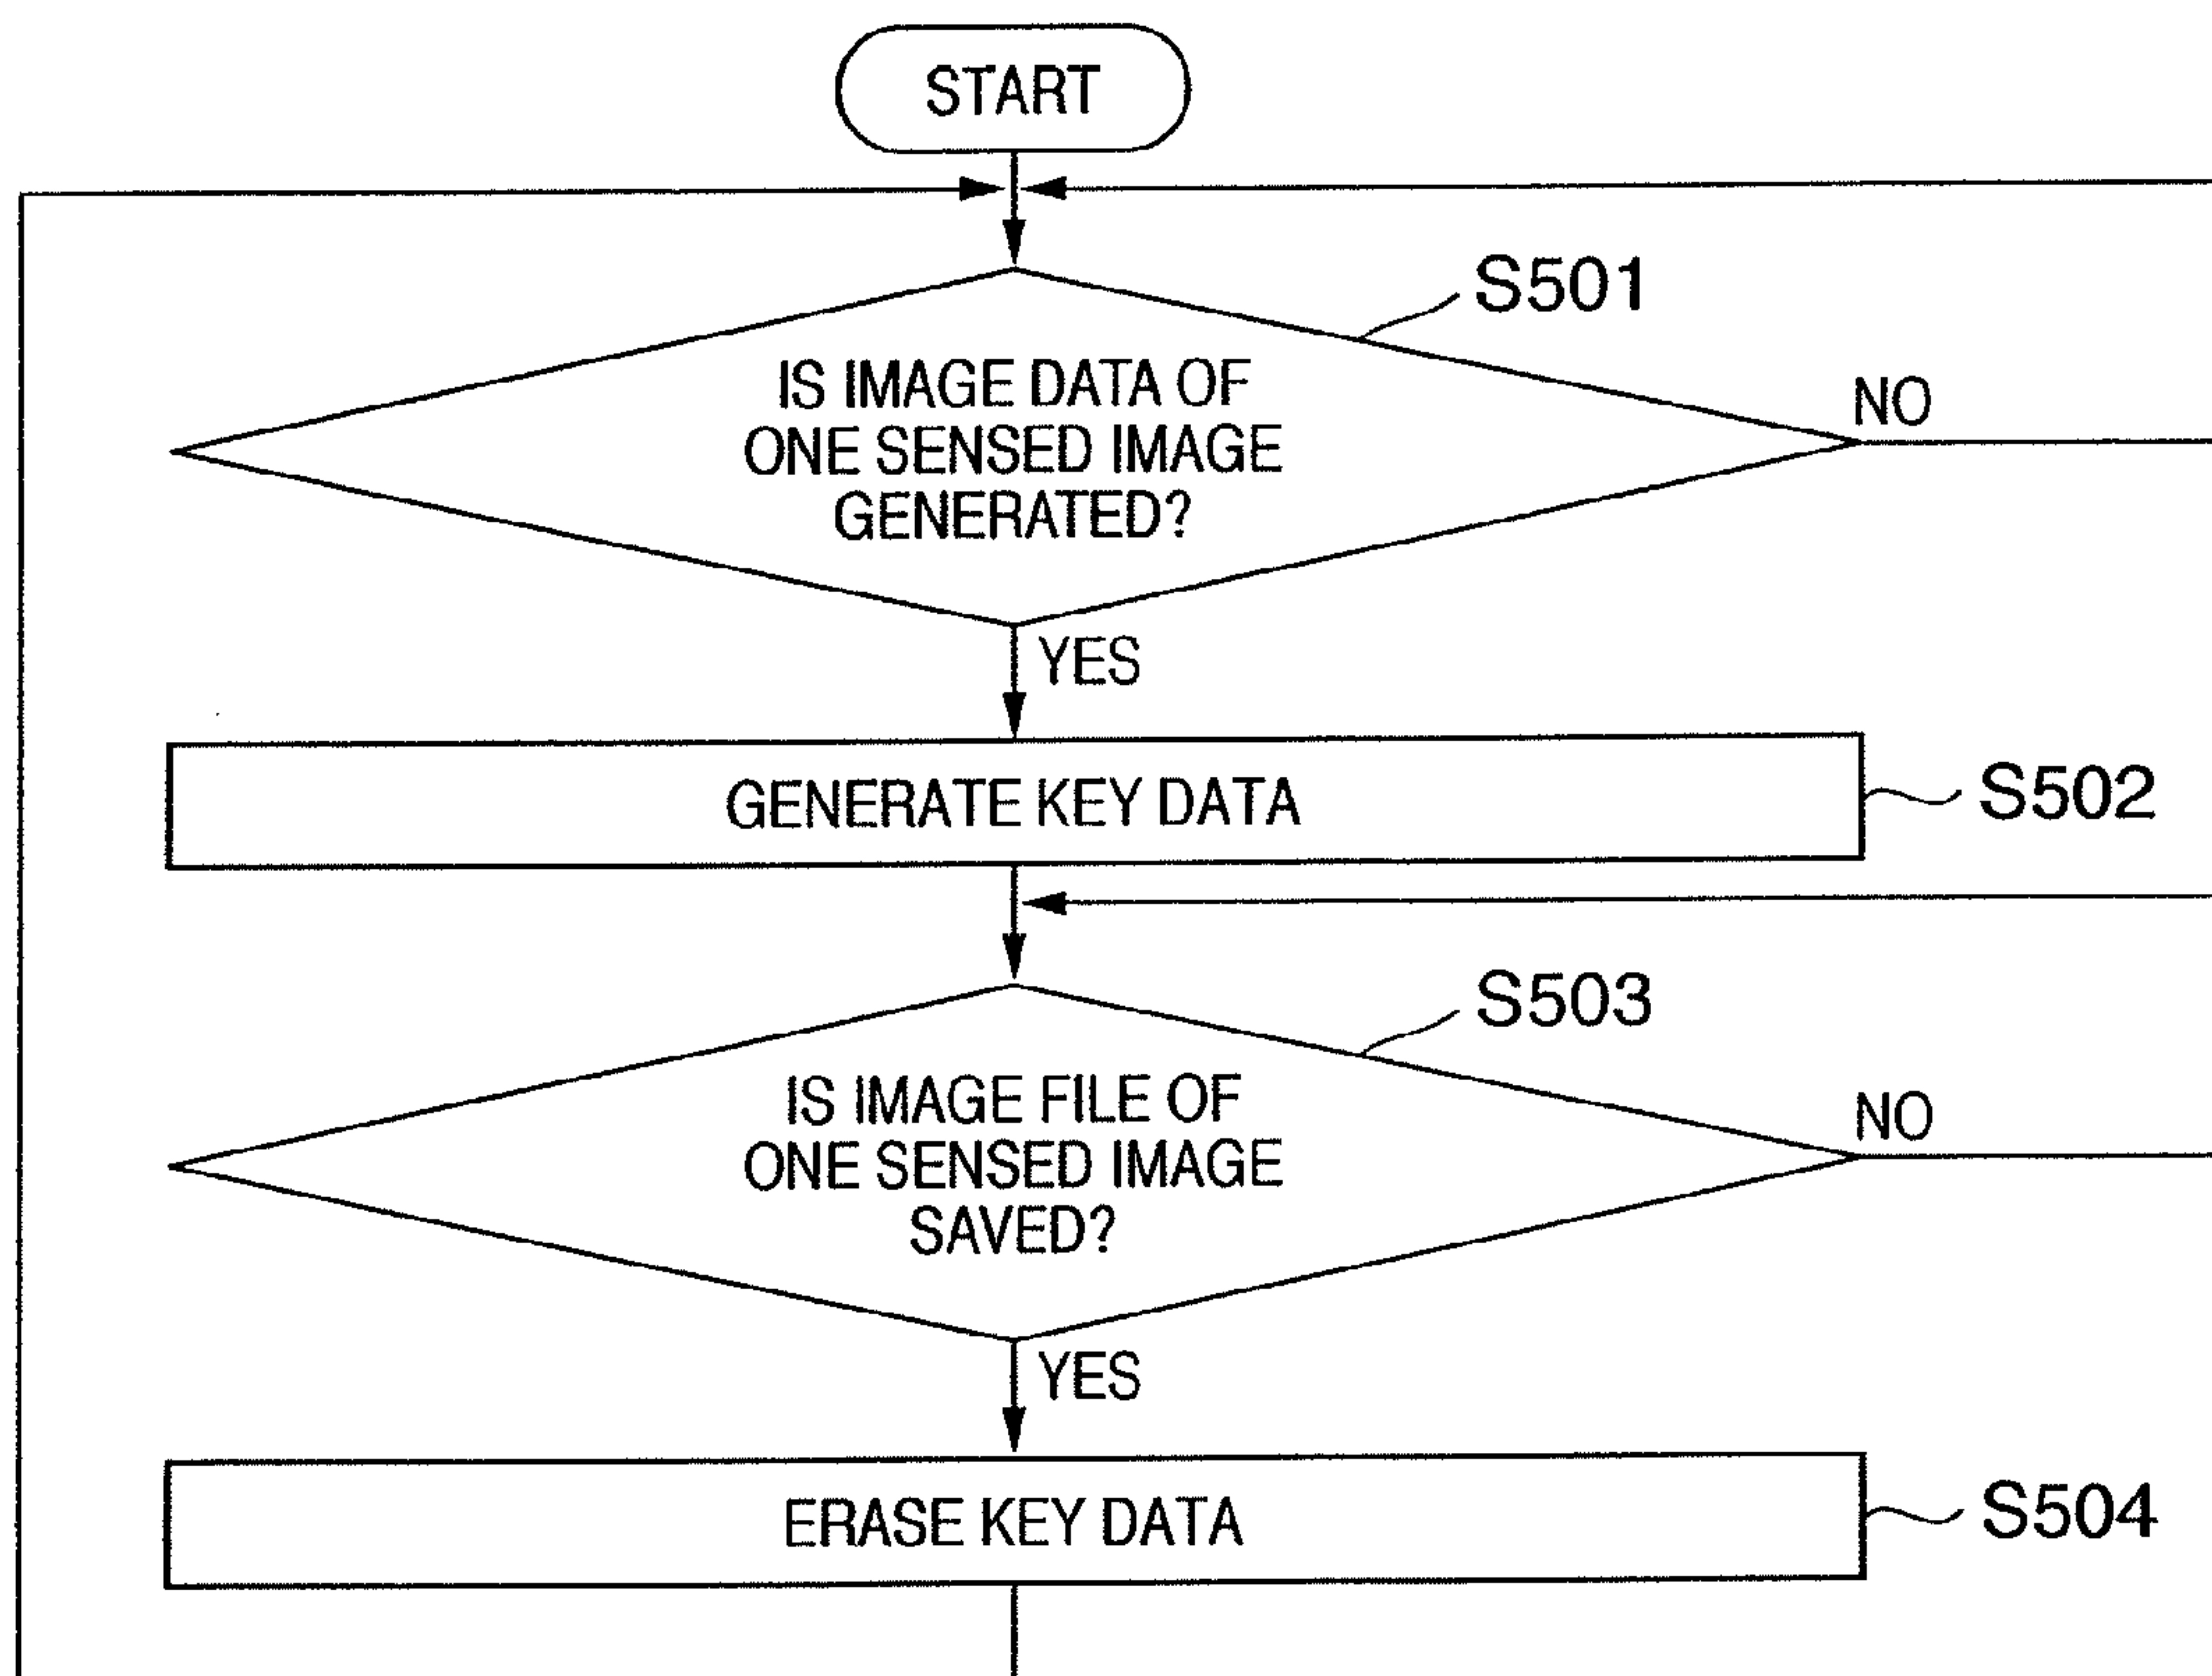 START
S501
IS IMAGE DATA OF
ONE SENSED IMAGE
GENERATED?
NO
YES
GENERATE KEY DATA
S502
S503
IS IMAGE FILE OF
ONE SENSED IMAGE
SAVED?
NO
YES
ERASE KEY DATA
S504